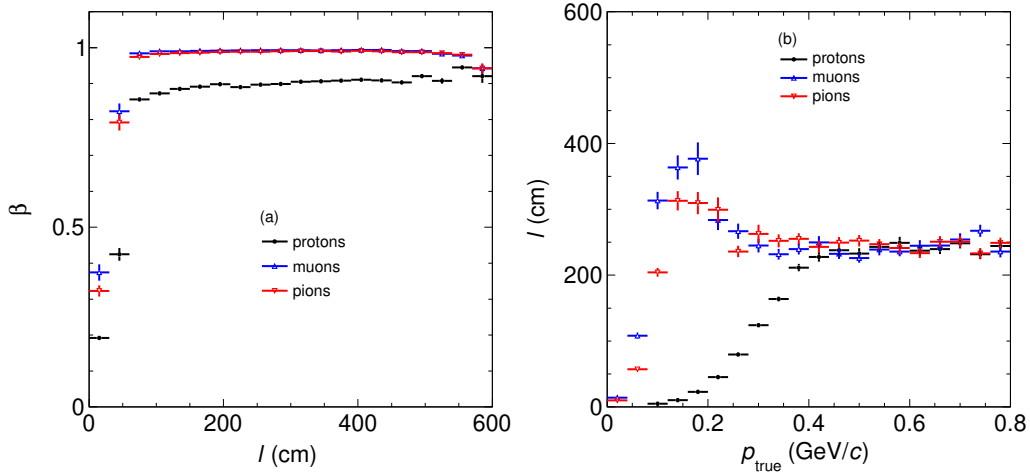 1
0.5
0
β
(a)
protons
muons
pions
0 200 400 600
l (cm)
600
400
200
0
l (cm)
(b)
protons
muons
pions
0 0.2 0.4 0.6 0.8
p_true (GeV/c)